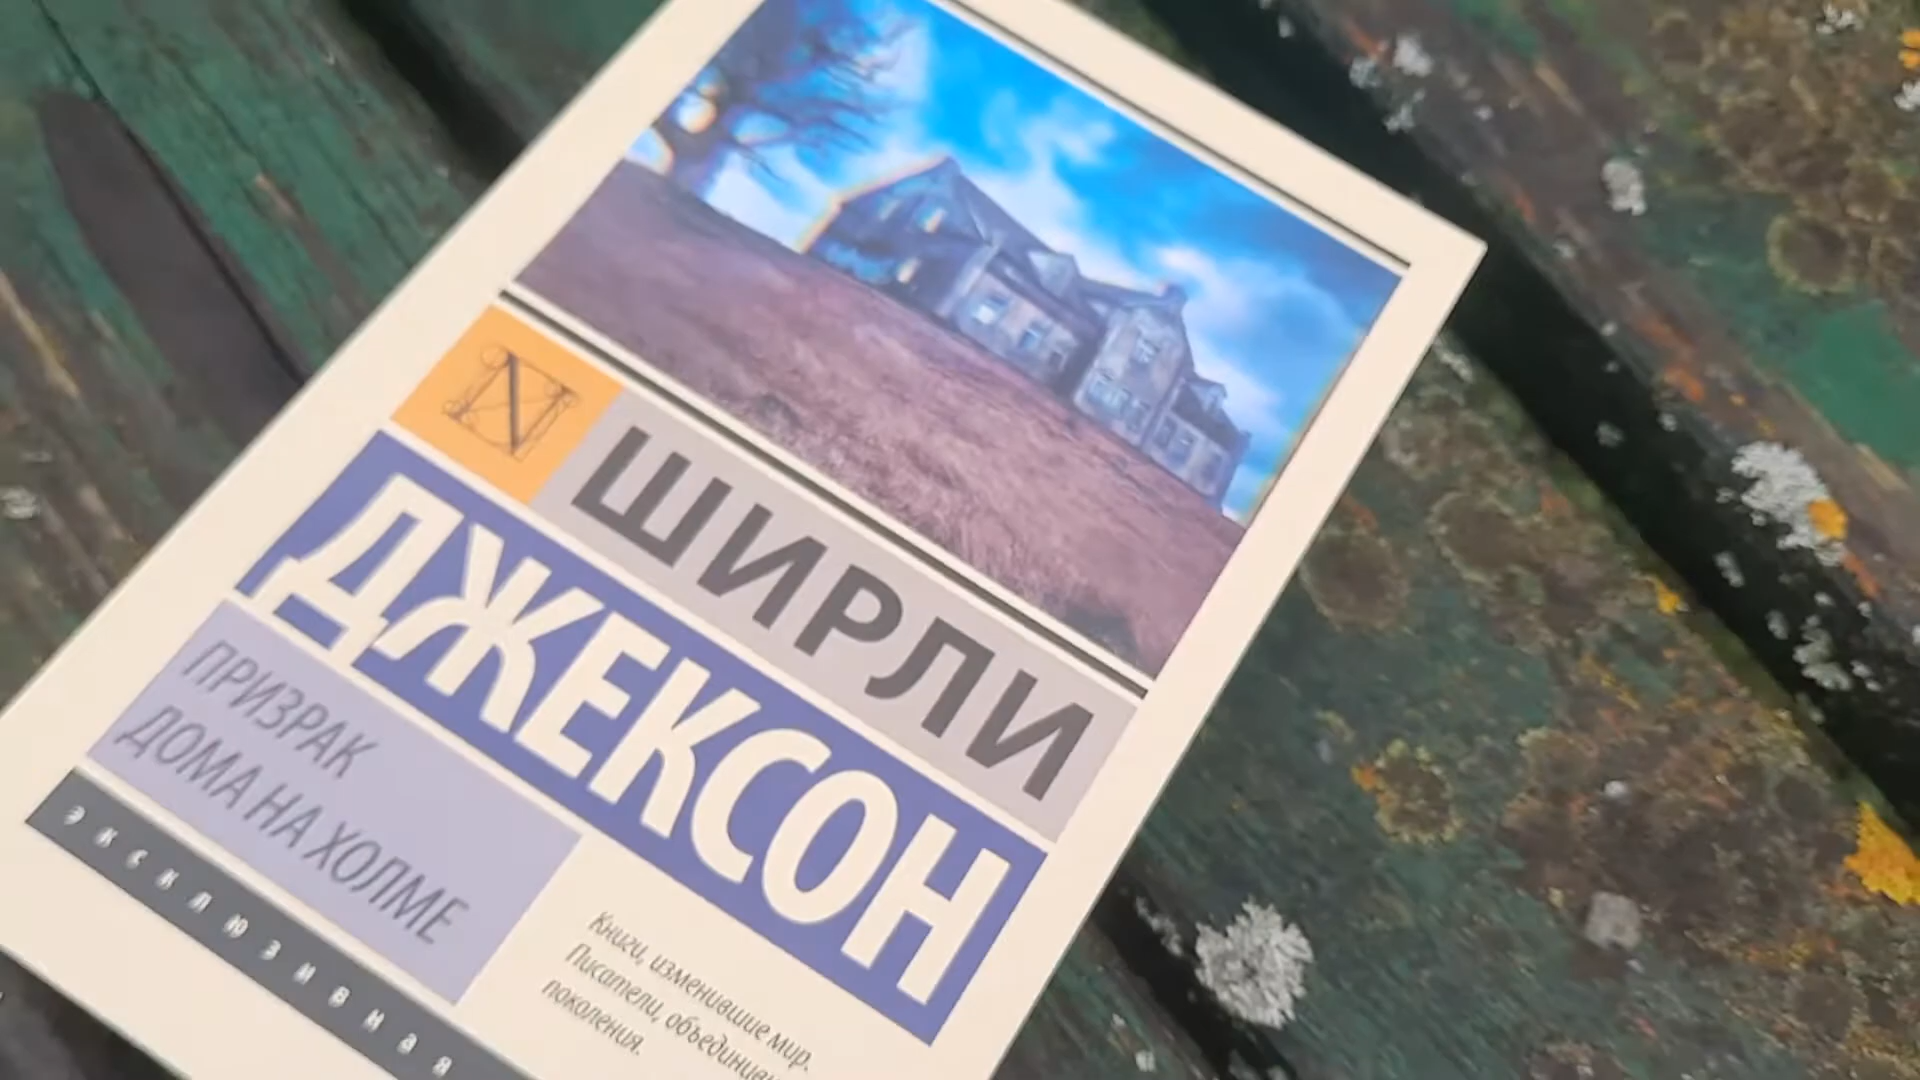 N
ШИРЛИ
ДЖЕКСОН
ПРИЗРАК
ДОМА НА ХОЛМЕ
Книги, изменившие мир.
Писатели, объединив
поколения.
эксклюзивная